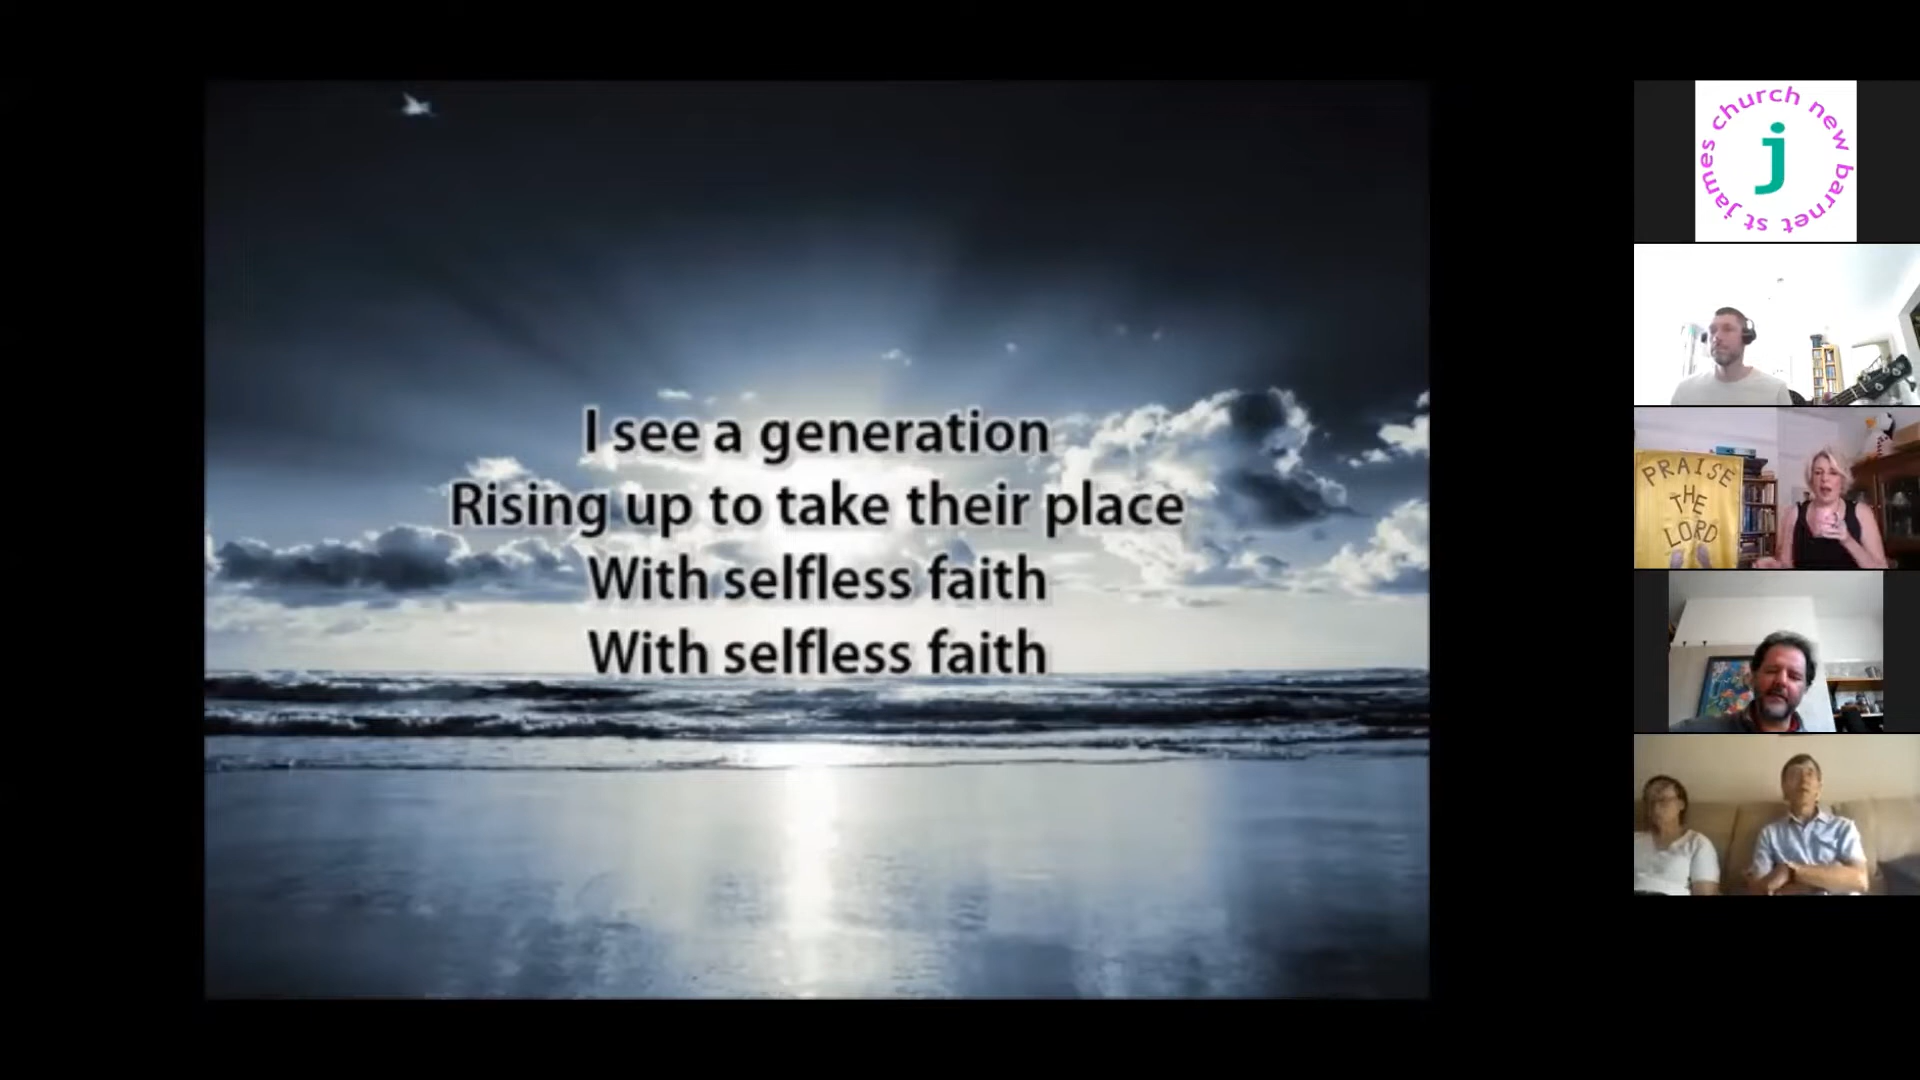 I see a generation
Rising up to take their place
With selfless faith
With selfless faith
st james church new barnet
j
PRAISE
THE
LORD